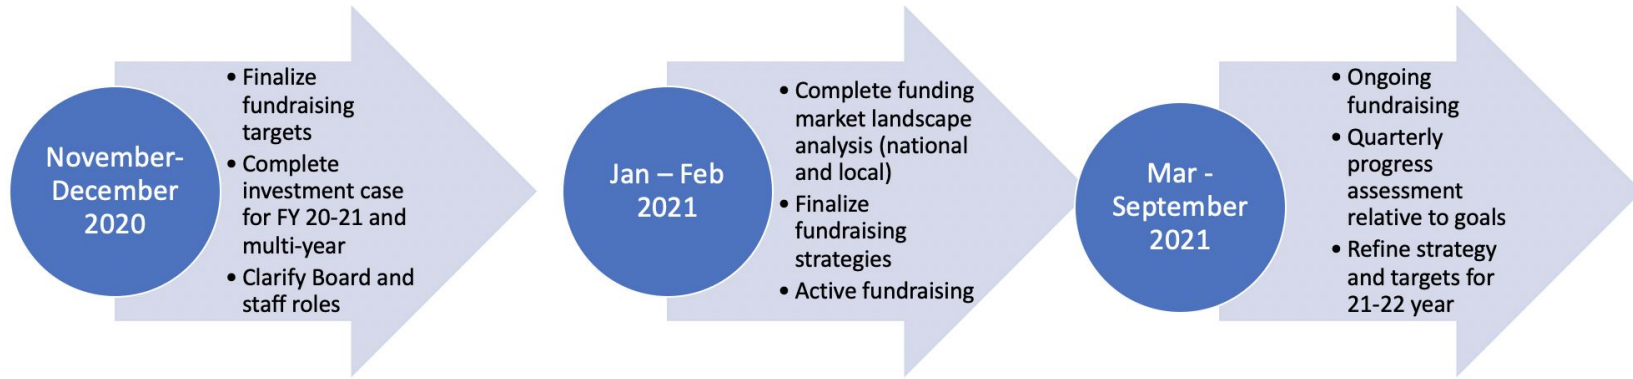 November-
December
2020
• Finalize
fundraising
targets
• Complete
investment case
for FY 20-21 and
multi-year
• Clarify Board and
staff roles
Jan – Feb
2021
• Complete funding
market landscape
analysis (national
and local)
• Finalize
fundraising
strategies
• Active fundraising
Mar -
September
2021
• Ongoing
fundraising
• Quarterly
progress
assessment
relative to goals
• Refine strategy
and targets for
21-22 year